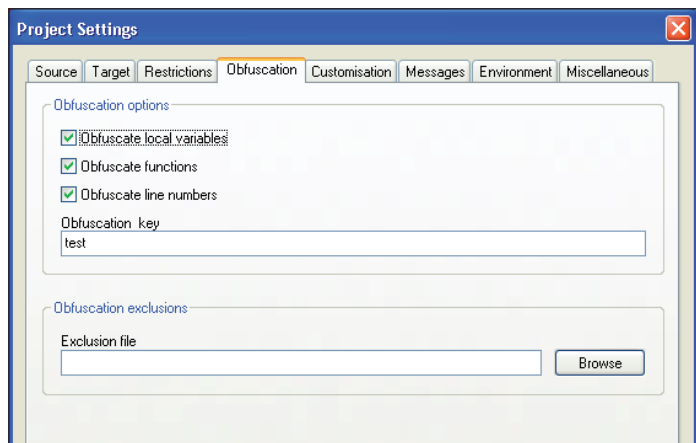 Project Settings
Source Target Restrictions Obfuscation Customisation Messages Environment Miscellaneous
Obfuscation options
Obfuscate local variables
Obfuscate functions
Obfuscate line numbers
Obfuscation key
test
Obfuscation exclusions
Exclusion file
Browse